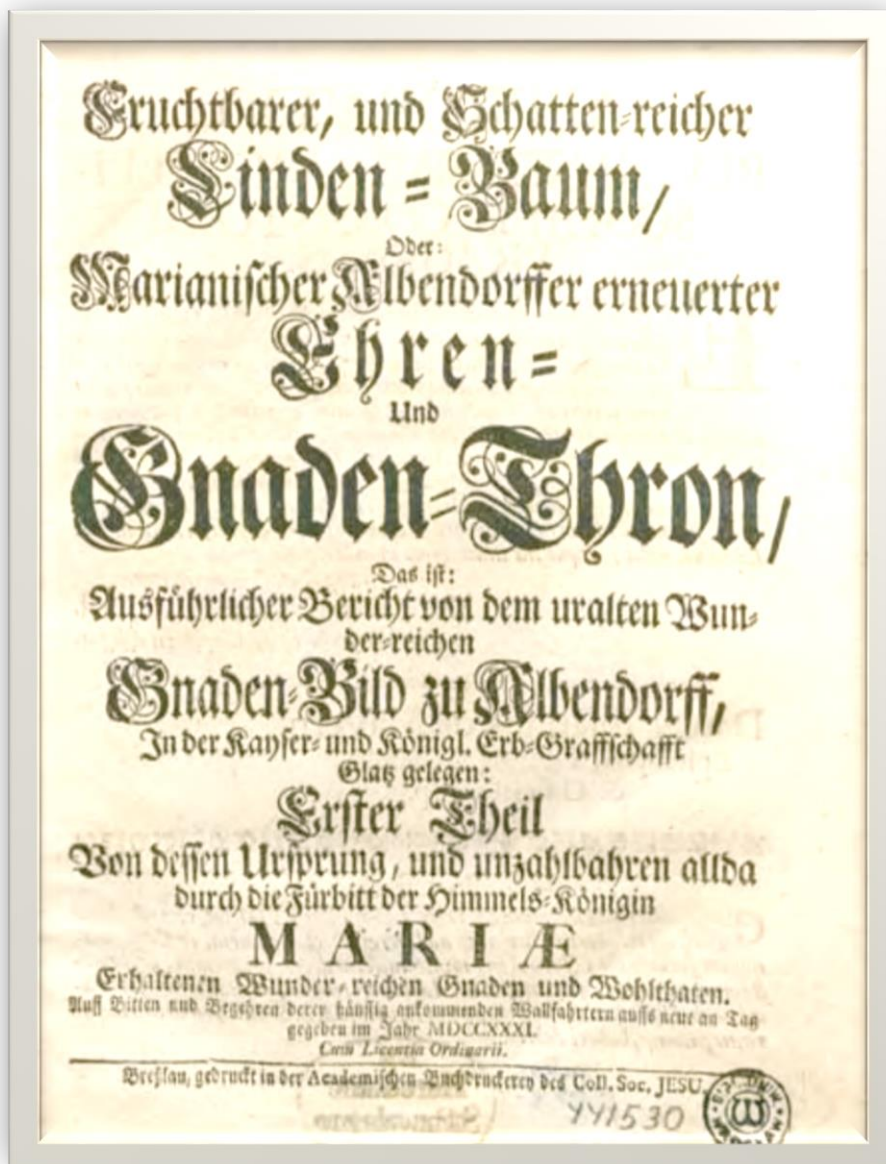 Fruchtbarer, und Schatten-reicher
Linden-Baum,
Oder:
Marianischer Albendorffer erneuerter
Ehren-
Und
Gnaden-Thron,
Das ist:
Ausführlicher Bericht von dem uralten Wun-
der-reichen
Gnaden-Bild zu Albendorff,
In der Kayser- und Königl. Erb-Graffschafft
Glatz gelegen:
Erster Theil
Von dessen Ursprung, und unzahlbahren allda
durch die Fürbitt der Himmels-Königin
MARIÆ
Erhaltenen Wunder-reichen Gnaden und Wohlthaten.
Auff Bitten und Begehren derer häuffig ankommenden Wallfahrtern auffs neue an Tag
gegeben im Jahr MDCCXXXI.
Cum Licentia Ordinarii.
Breßlau, gedruckt in der Academischen Buchdruckerey des Coll. Soc. JESU.
441530